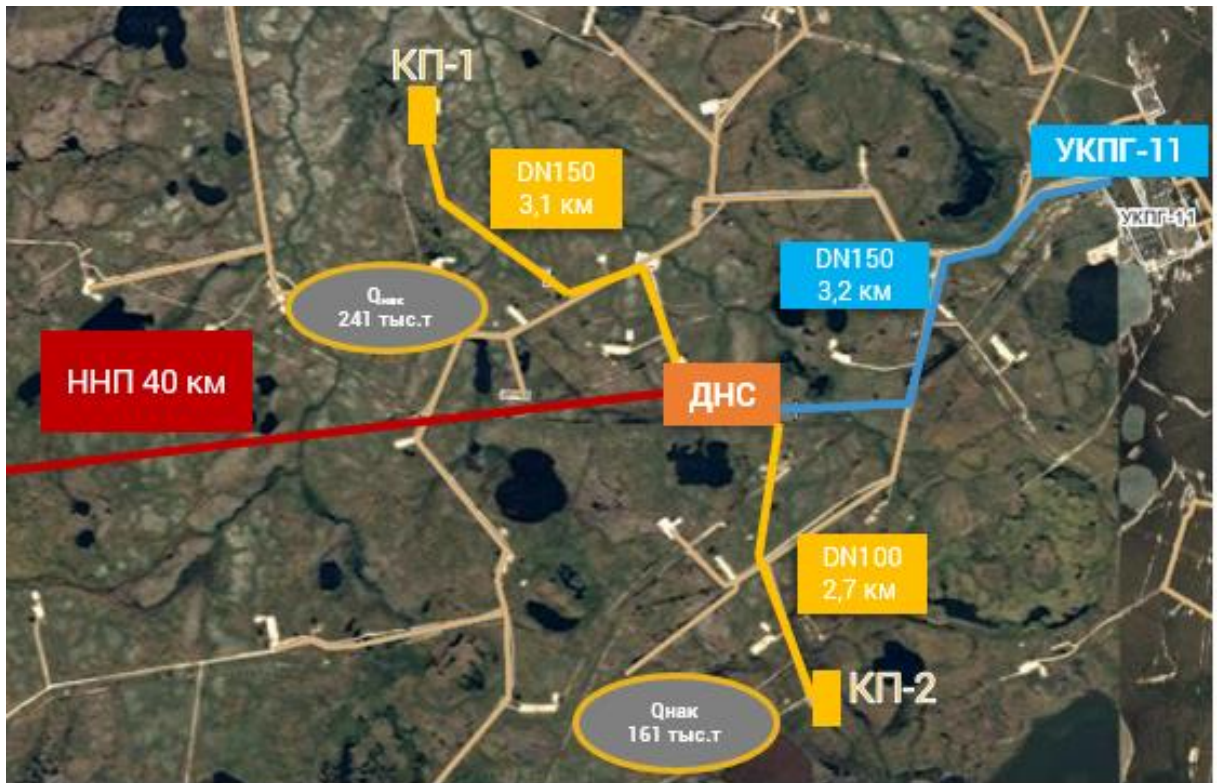 КП-1
DN150
3,1 км
УКПГ-11
УКПГ-11
DN150
3,2 км
Qнак
241 тыс.т
ННП 40 км
ДНС
DN100
2,7 км
КП-2
Qнак
161 тыс.т